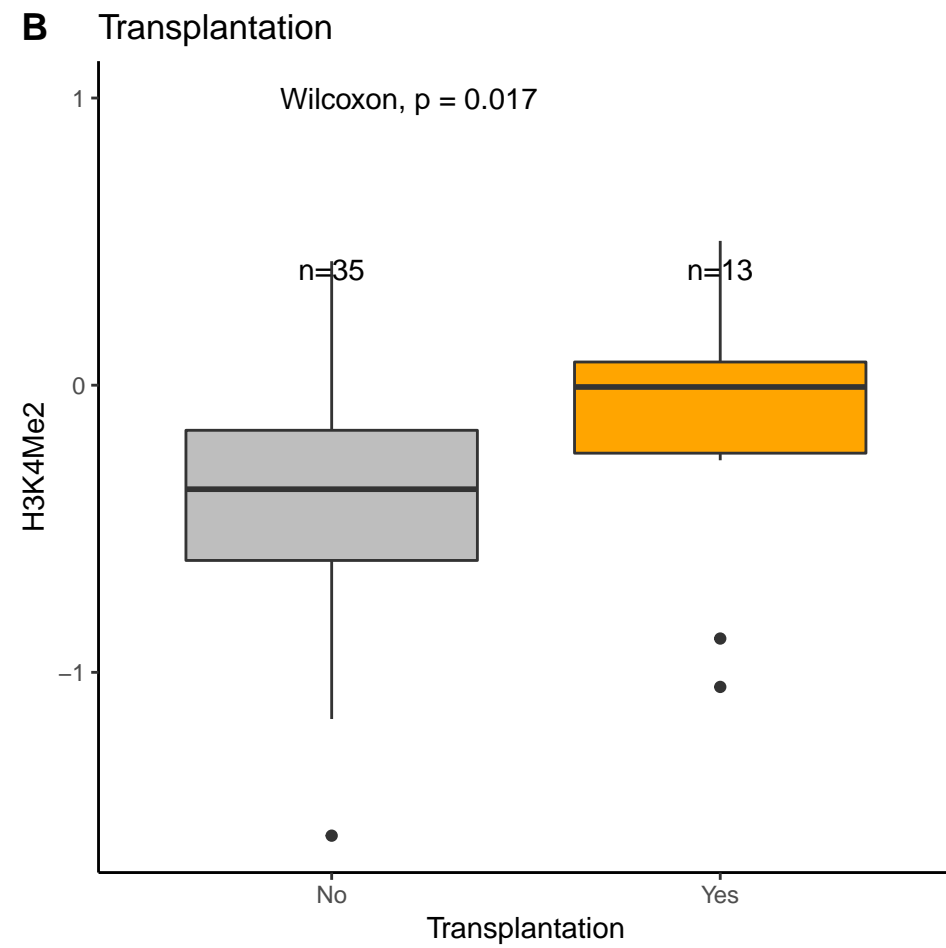 B Transplantation
Wilcoxon, p = 0.017
1
n=35 n=13
0
H3K4Me2
−1
No Yes
Transplantation